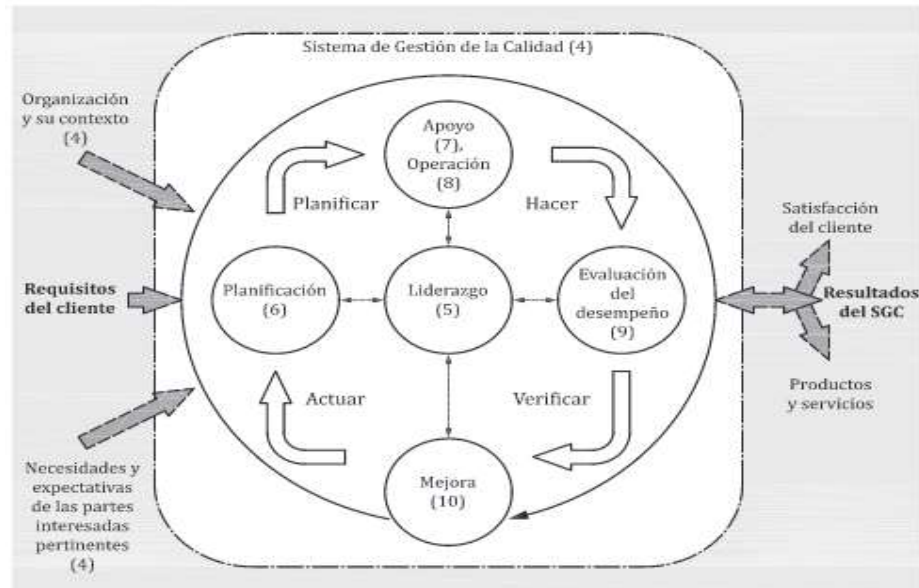 Sistema de Gestión de la Calidad (4)
Organización
y su contexto
(4)
Apoyo
(7),
Operación
(8)
Planificar
Hacer
Satisfacción
del cliente
Requisitos
del cliente
Planificación
(6)
Liderazgo
(5)
Evaluación
del
desempeño
(9)
Resultados
del SGC
Actuar
Verificar
Productos
y servicios
Necesidades y
expectativas
de las partes
interesadas
pertinentes
(4)
Mejora
(10)